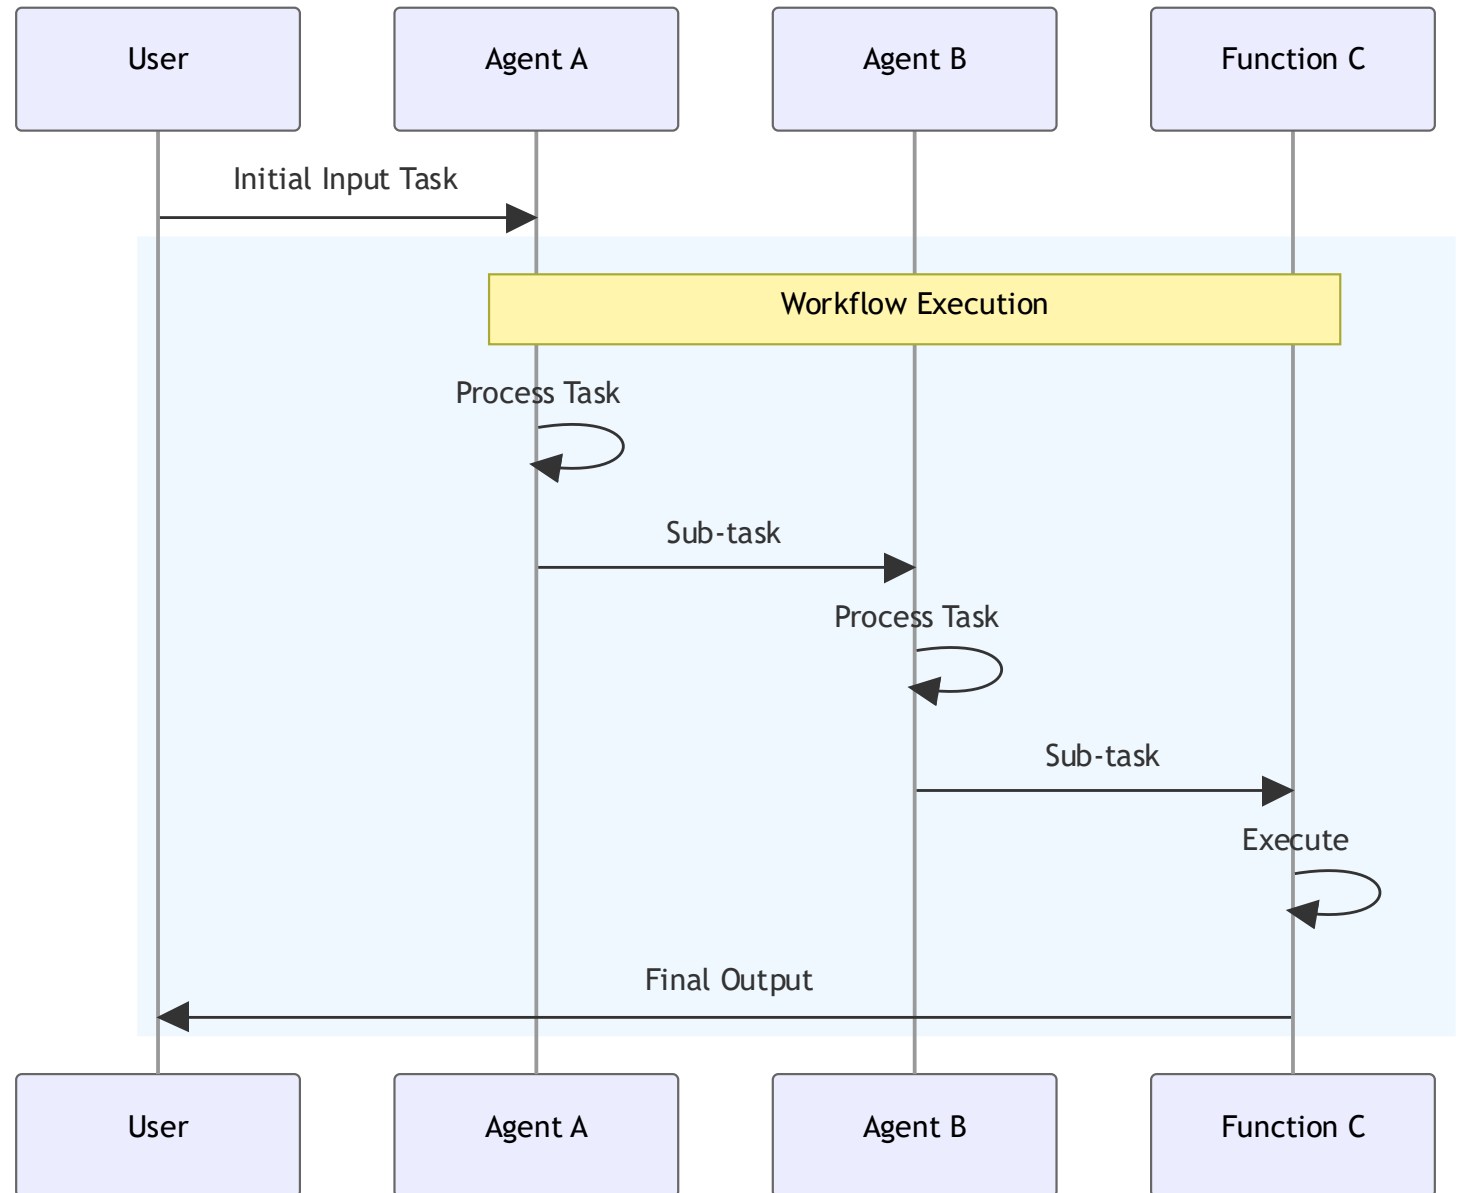 User
Agent A
Agent B
Function C
Initial Input Task
Workflow Execution
Process Task
Sub-task
Process Task
Sub-task
Execute
Final Output
User
Agent A
Agent B
Function C